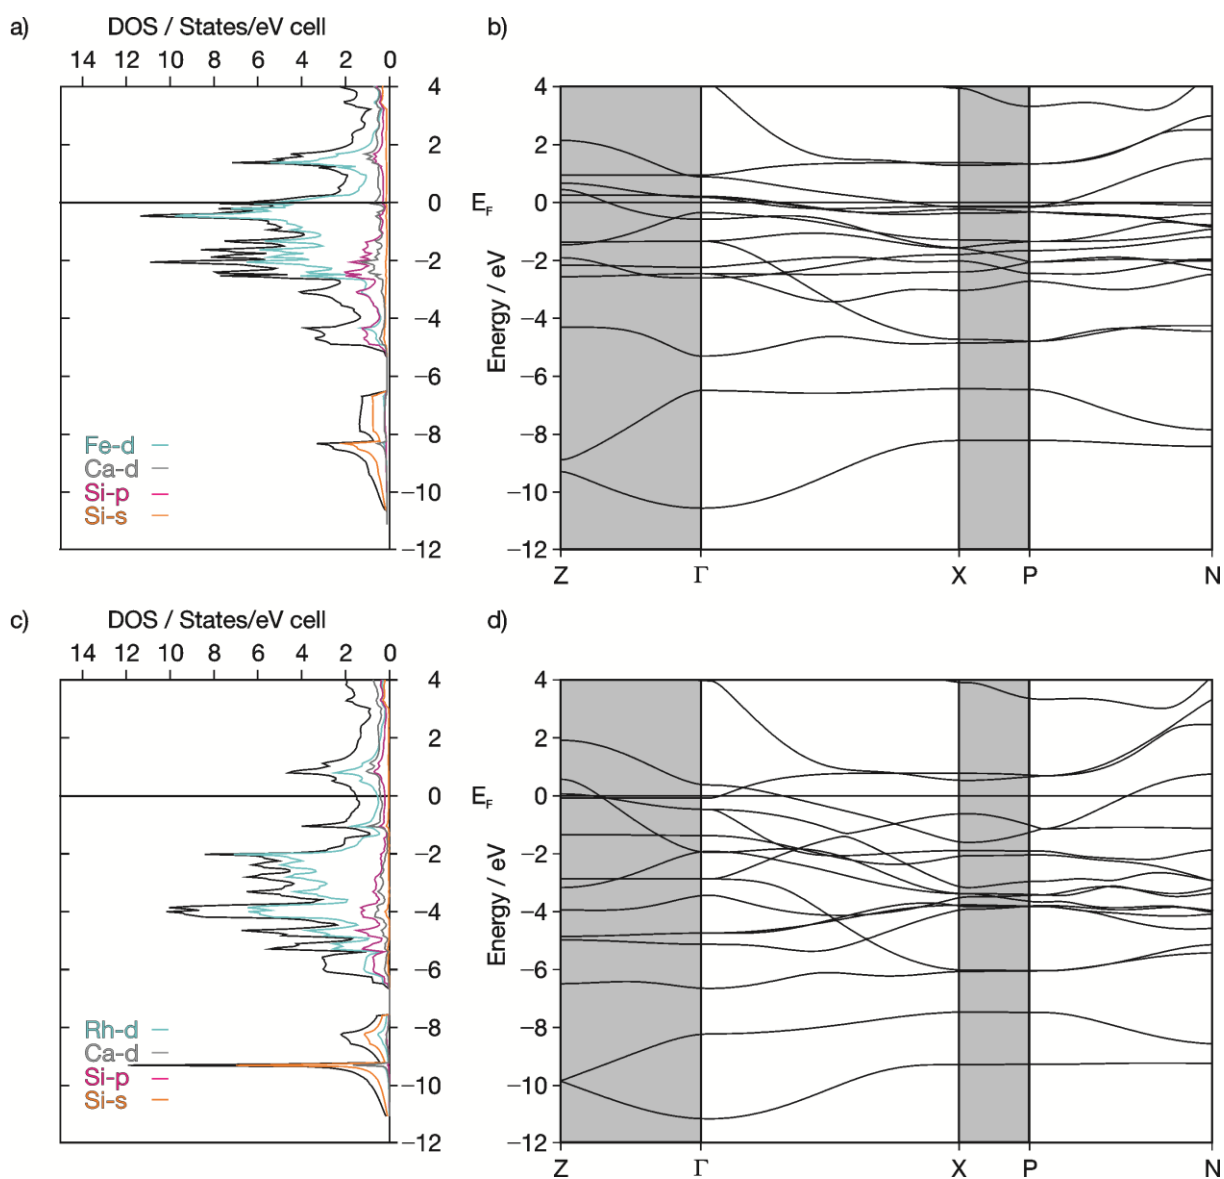 a)
DOS / States/eV cell
14 12 10 8 6 4 2 0
4
2
0
−2
−4
−6
−8
−10
−12
Fe-d
Ca-d
Si-p
Si-s
b)
Energy / eV
4
2
E_F 0
−2
−4
−6
−8
−10
−12
Z Γ X P N
c)
DOS / States/eV cell
14 12 10 8 6 4 2 0
4
2
0
−2
−4
−6
−8
−10
−12
Rh-d
Ca-d
Si-p
Si-s
d)
Energy / eV
4
2
E_F 0
−2
−4
−6
−8
−10
−12
Z Γ X P N